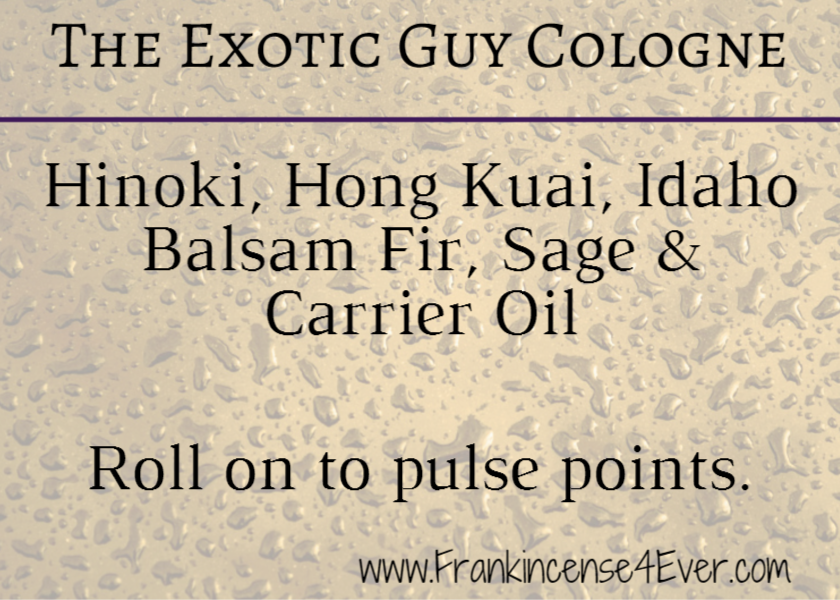 The Exotic Guy Cologne
Hinoki, Hong Kuai, Idaho
Balsam Fir, Sage &
Carrier Oil
Roll on to pulse points.
www.Frankincense4Ever.com